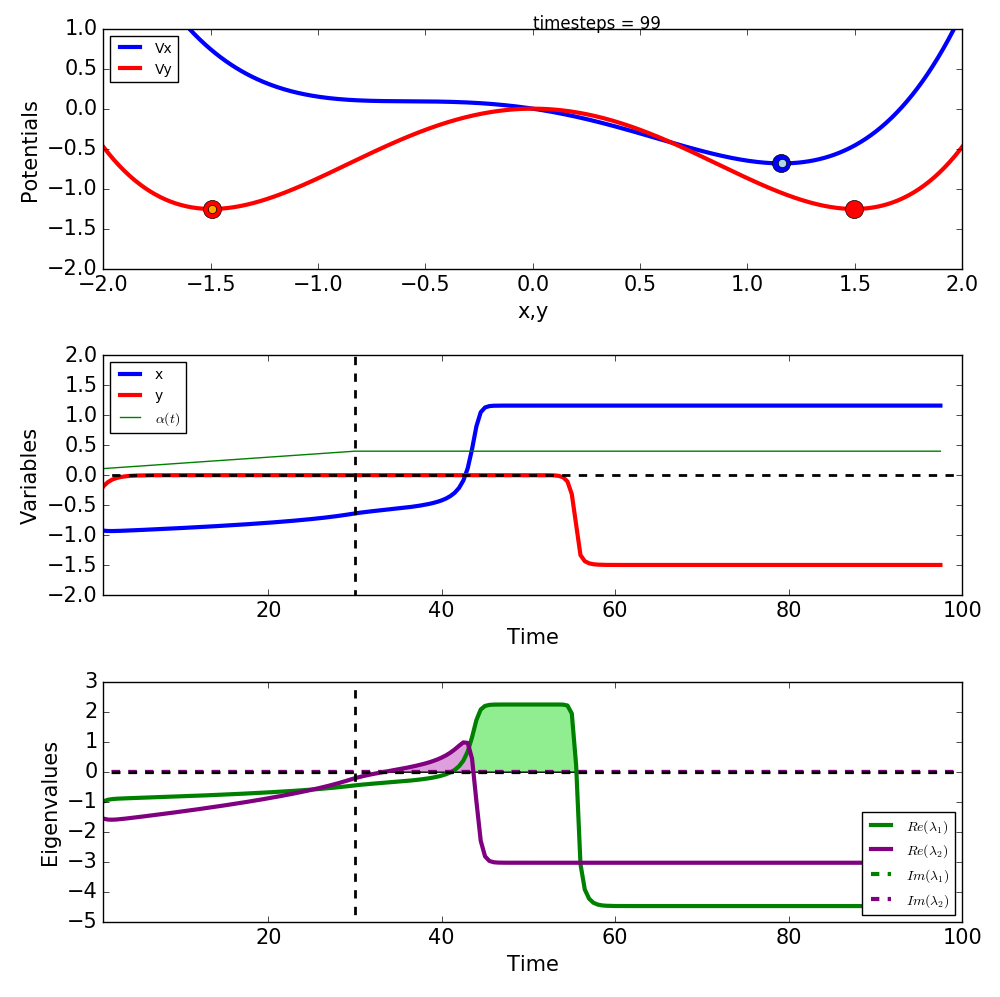 timesteps = 99
1.0
0.5
0.0
−0.5
−1.0
−1.5
−2.0
Potentials
Vx
Vy
−2.0 −1.5 −1.0 −0.5 0.0 0.5 1.0 1.5 2.0
x,y
2.0
1.5
1.0
0.5
0.0
−0.5
−1.0
−1.5
−2.0
Variables
x
y
α(t)
20 40 60 80 100
Time
3
2
1
0
−1
−2
−3
−4
−5
Eigenvalues
Re(λ₁)
Re(λ₂)
Im(λ₁)
Im(λ₂)
20 40 60 80 100
Time